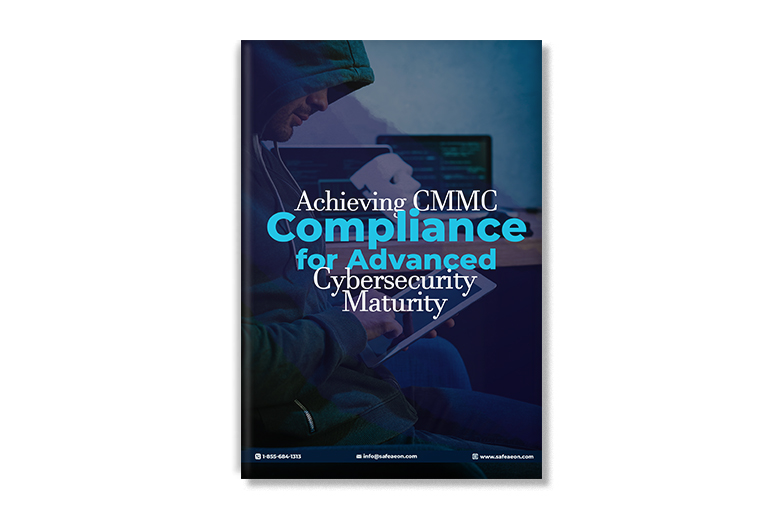 Achieving CMMC
Compliance
for Advanced
Cybersecurity
Maturity
1-855-684-1313 info@safeaeon.com www.safeaeon.com